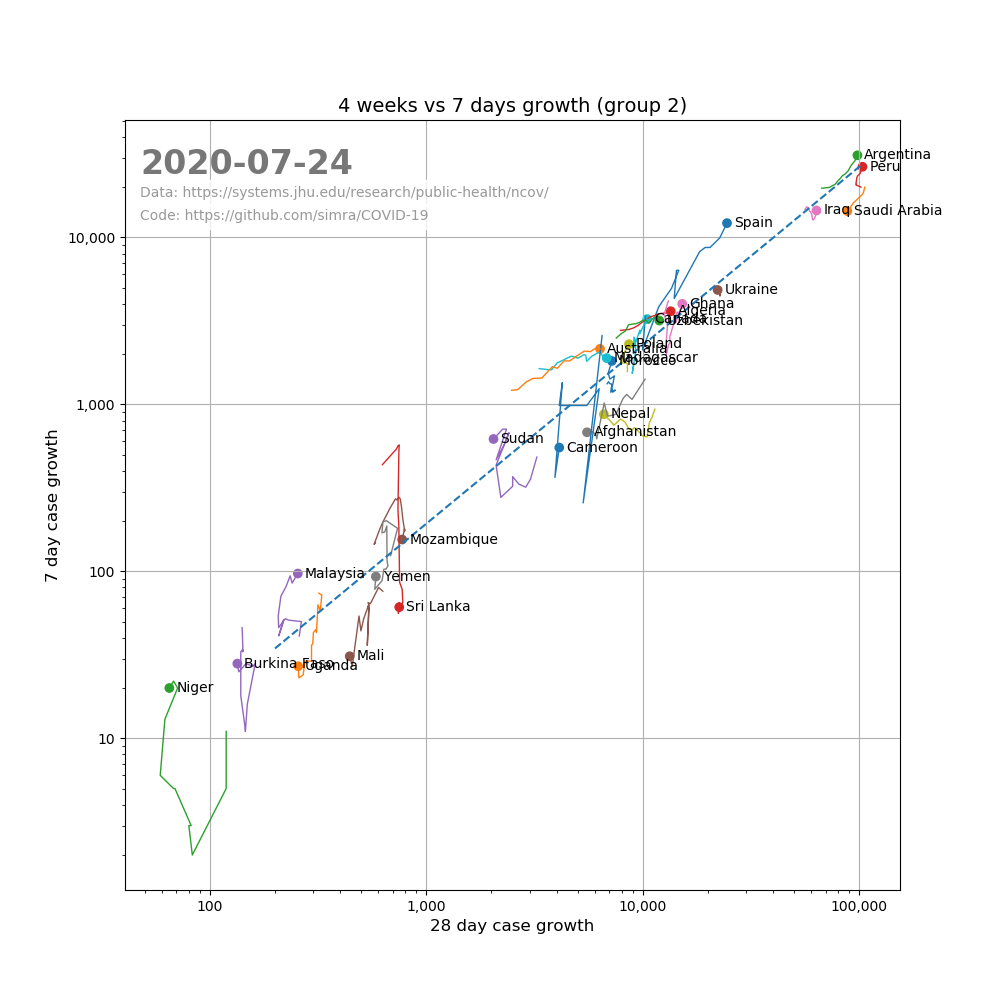 4 weeks vs 7 days growth (group 2)
2020-07-24
Data: https://systems.jhu.edu/research/public-health/ncov/
Code: https://github.com/simra/COVID-19
Argentina
Peru
Iraq
Saudi Arabia
Spain
Ukraine
Ghana
Algeria
Canada
Uzbekistan
Poland
Australia
Madagascar
Morocco
Nepal
Afghanistan
Sudan
Cameroon
Mozambique
Malaysia
Yemen
Sri Lanka
Mali
Burkina Faso
Uganda
Niger
10,000
1,000
100
10
7 day case growth
100
1,000
10,000
100,000
28 day case growth